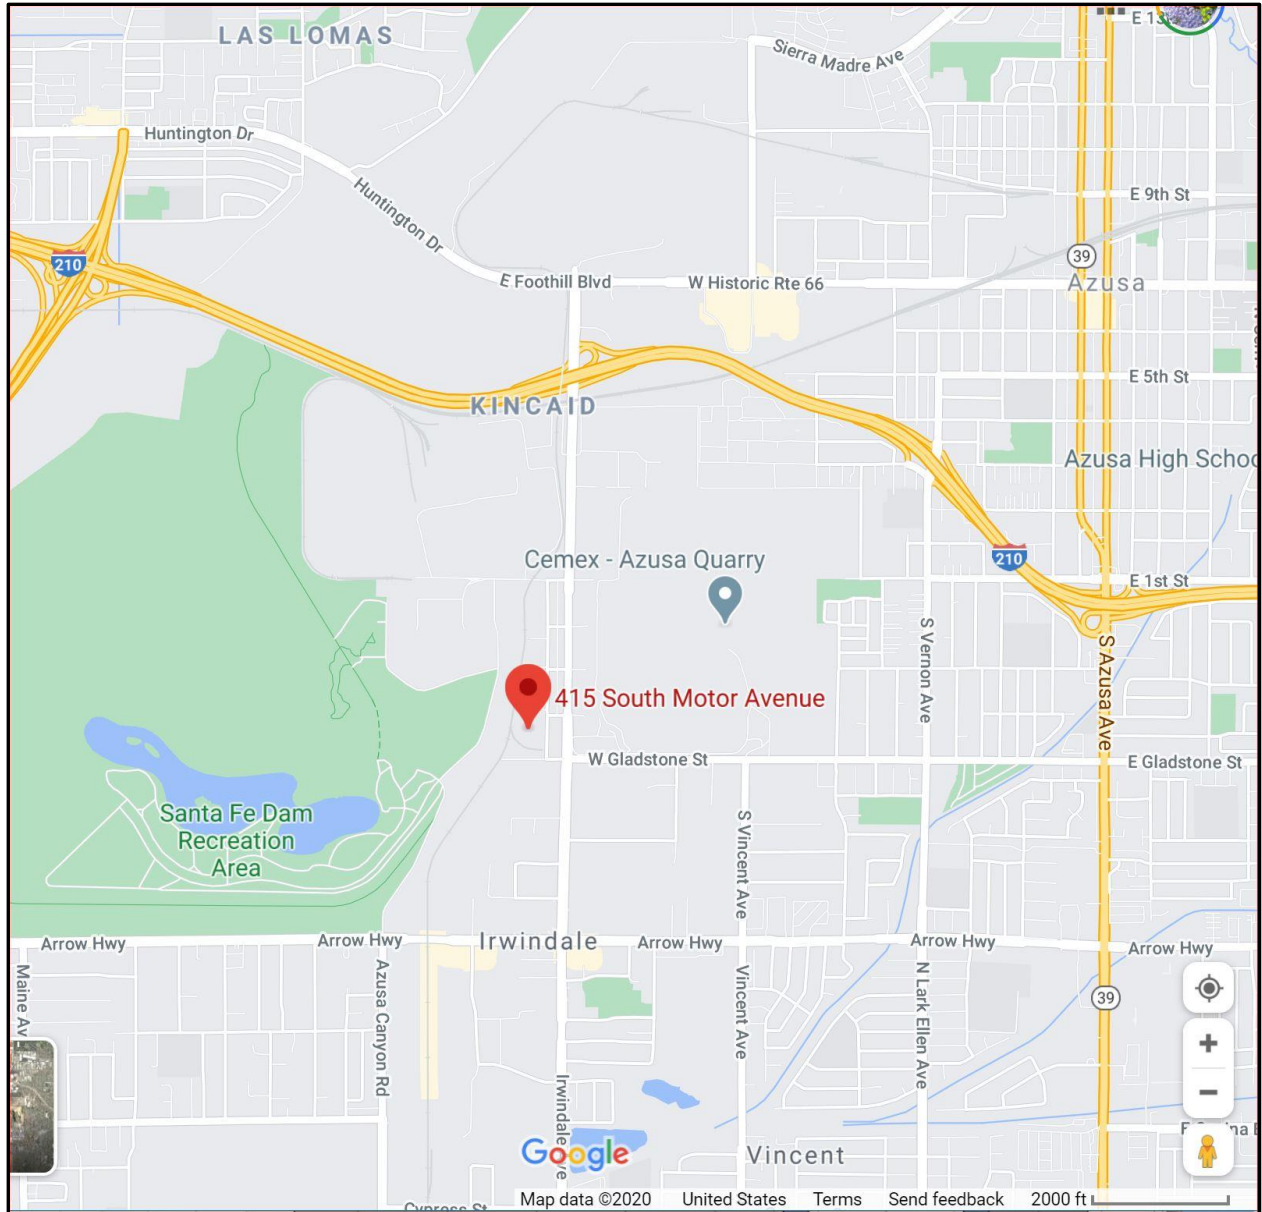 LAS LOMAS
Sierra Madre Ave
Huntington Dr
Huntington Dr
E 9th St
210
39
E Foothill Blvd
W Historic Rte 66
Azusa
E 5th St
KINCAID
Azusa High Schoo
Cemex - Azusa Quarry
210
E 1st St
S Vernon Ave
S Azusa Ave
415 South Motor Avenue
W Gladstone St
E Gladstone St
Santa Fe Dam
Recreation
Area
S Vincent Ave
Arrow Hwy
Arrow Hwy
Irwindale
Arrow Hwy
Arrow Hwy
Arrow Hwy
Maine Av
Azusa Canyon Rd
Vincent Ave
N Lark Ellen Ave
39
Irwindale Ave
Google
Vincent
Cypress St
Map data ©2020
United States
Terms
Send feedback
2000 ft